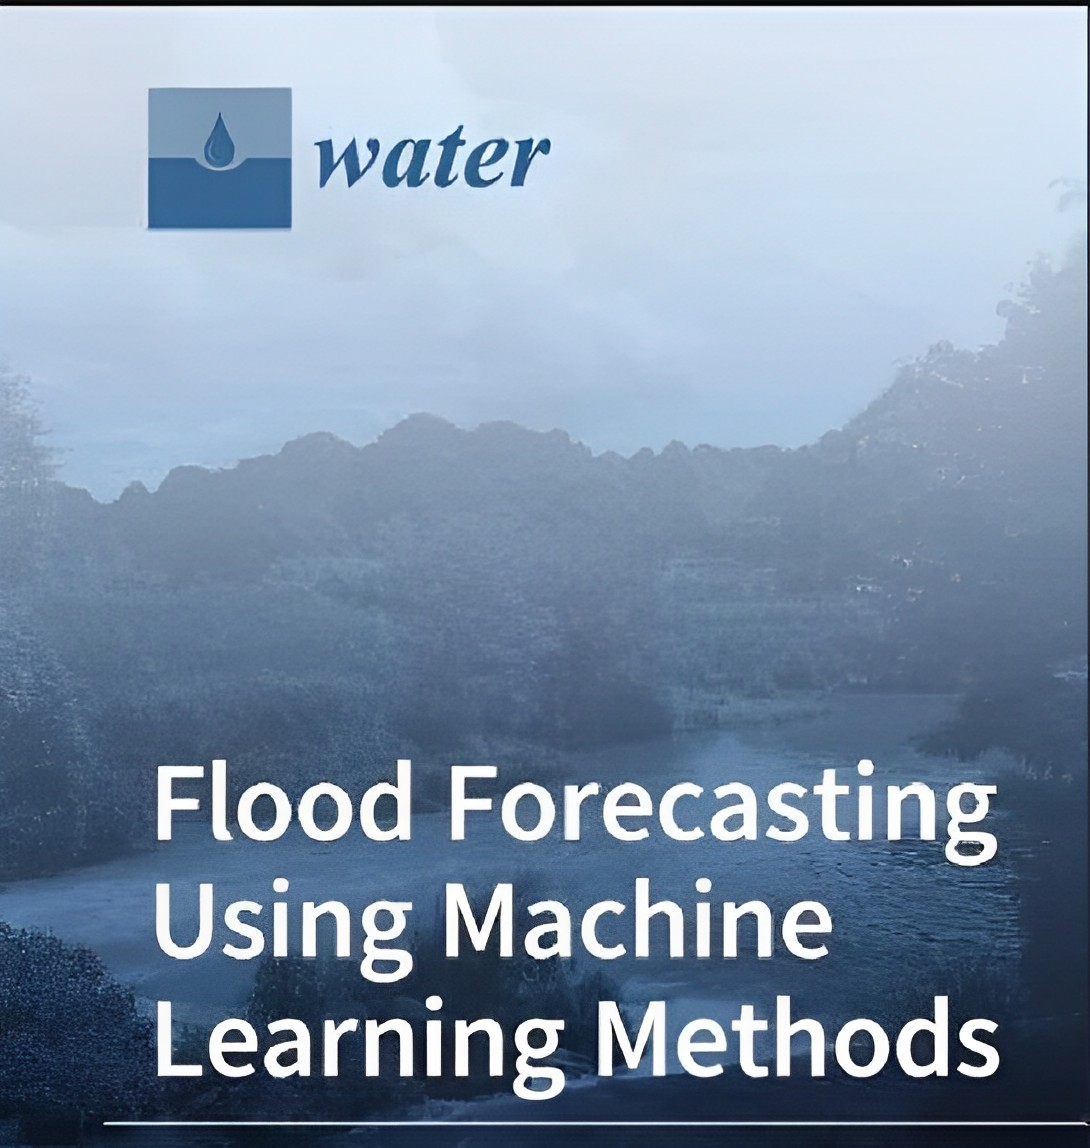 water
Flood Forecasting
Using Machine
Learning Methods